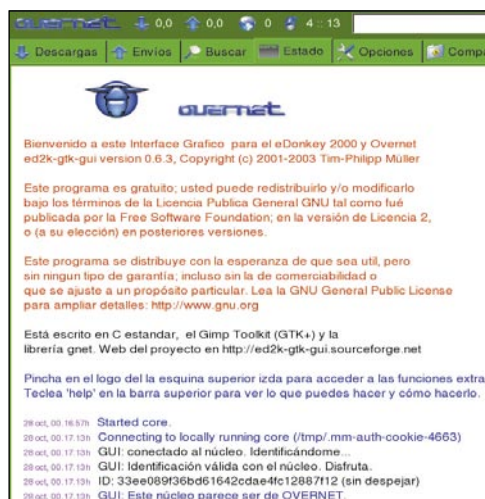 OVERNET 0,0 0,0 0 4 :: 13
Descargas Envíos Buscar Estado Opciones Compa
OVERNET
Bienvenido a este Interface Grafico para el eDonkey 2000 y Overnet
ed2k-gtk-gui version 0.6.3, Copyright (c) 2001-2003 Tim-Philipp Müller
Este programa es gratuito; usted puede redistribuirlo y/o modificarlo
bajo los términos de la Licencia Publica General GNU tal como fué
publicada por la Free Software Foundation; en la versión de Licencia 2,
o (a su elección) en posteriores versiones.
Este programa se distribuye con la esperanza de que sea util, pero
sin ningun tipo de garantía; incluso sin la de comerciabilidad o
que se ajuste a un propósito particular. Lea la GNU General Public License
para ampliar detalles: http://www.gnu.org
Está escrito en C estandar, el Gimp Toolkit (GTK+) y la
librería gnet. Web del proyecto en http://ed2k-gtk-gui.sourceforge.net
Pincha en el logo del la esquina superior izda para acceder a las funciones extra
Teclea 'help' en la barra superior para ver lo que puedes hacer y cómo hacerlo.
28 oct, 00.16.57h Started core.
28 oct, 00.17.13h Connecting to locally running core (/tmp/.mm-auth-cookie-4663)
28 oct, 00.17.13h GUI: conectado al núcleo. Identificándome...
28 oct, 00.17.13h GUI: Identificación válida con el núcleo. Disfruta.
28 oct, 00.17.13h ID: 33ee089f36bd61642cdae4fc12887f12 (sin despejar)
28 oct, 00.17.13h GUI: Este núcleo parece ser de OVERNET.